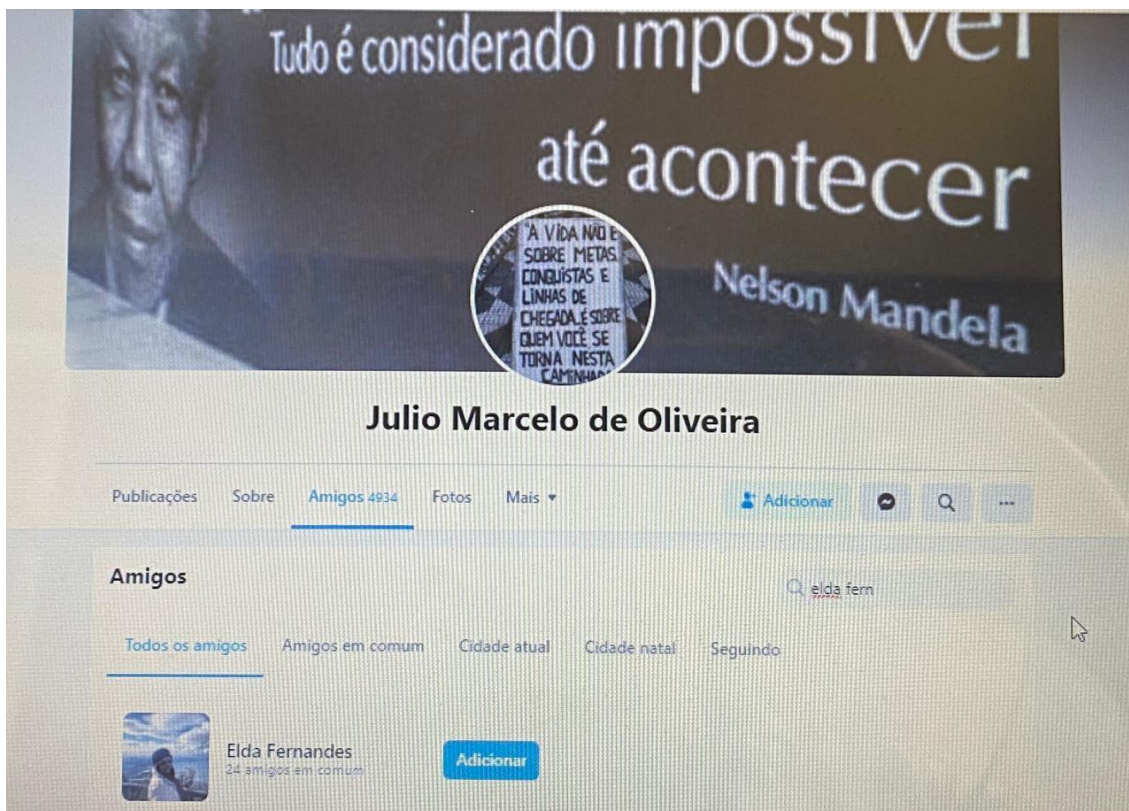 Tudo é considerado impossível
até acontecer
Nelson Mandela
"A VIDA NÃO É
SOBRE METAS
CONQUISTAS E
LINHAS DE
CHEGADA. É SOBRE
QUEM VOCÊ SE
TORNA NESTA
CAMINHADA
Julio Marcelo de Oliveira
Publicações Sobre Amigos 4934 Fotos Mais Adicionar ...
Amigos
elda fern
Todos os amigos Amigos em comum Cidade atual Cidade natal Seguindo
Elda Fernandes
24 amigos em comum
Adicionar